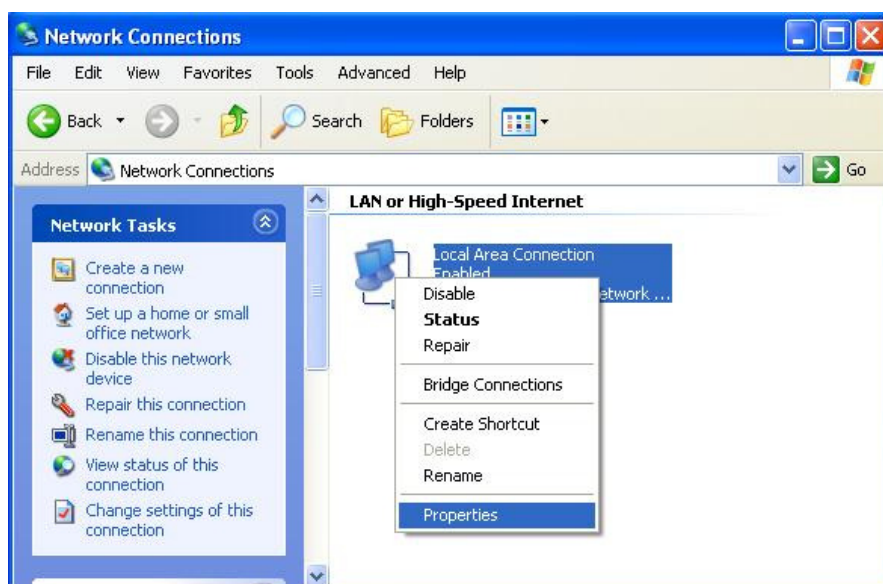 Network Connections
File Edit View Favorites Tools Advanced Help
Back Search Folders
Address Network Connections Go
Network Tasks
Create a new
connection
Set up a home or small
office network
Disable this network
device
Repair this connection
Rename this connection
View status of this
connection
Change settings of this
connection
LAN or High-Speed Internet
Local Area Connection
Enabled
etwork ...
Disable
Status
Repair
Bridge Connections
Create Shortcut
Delete
Rename
Properties